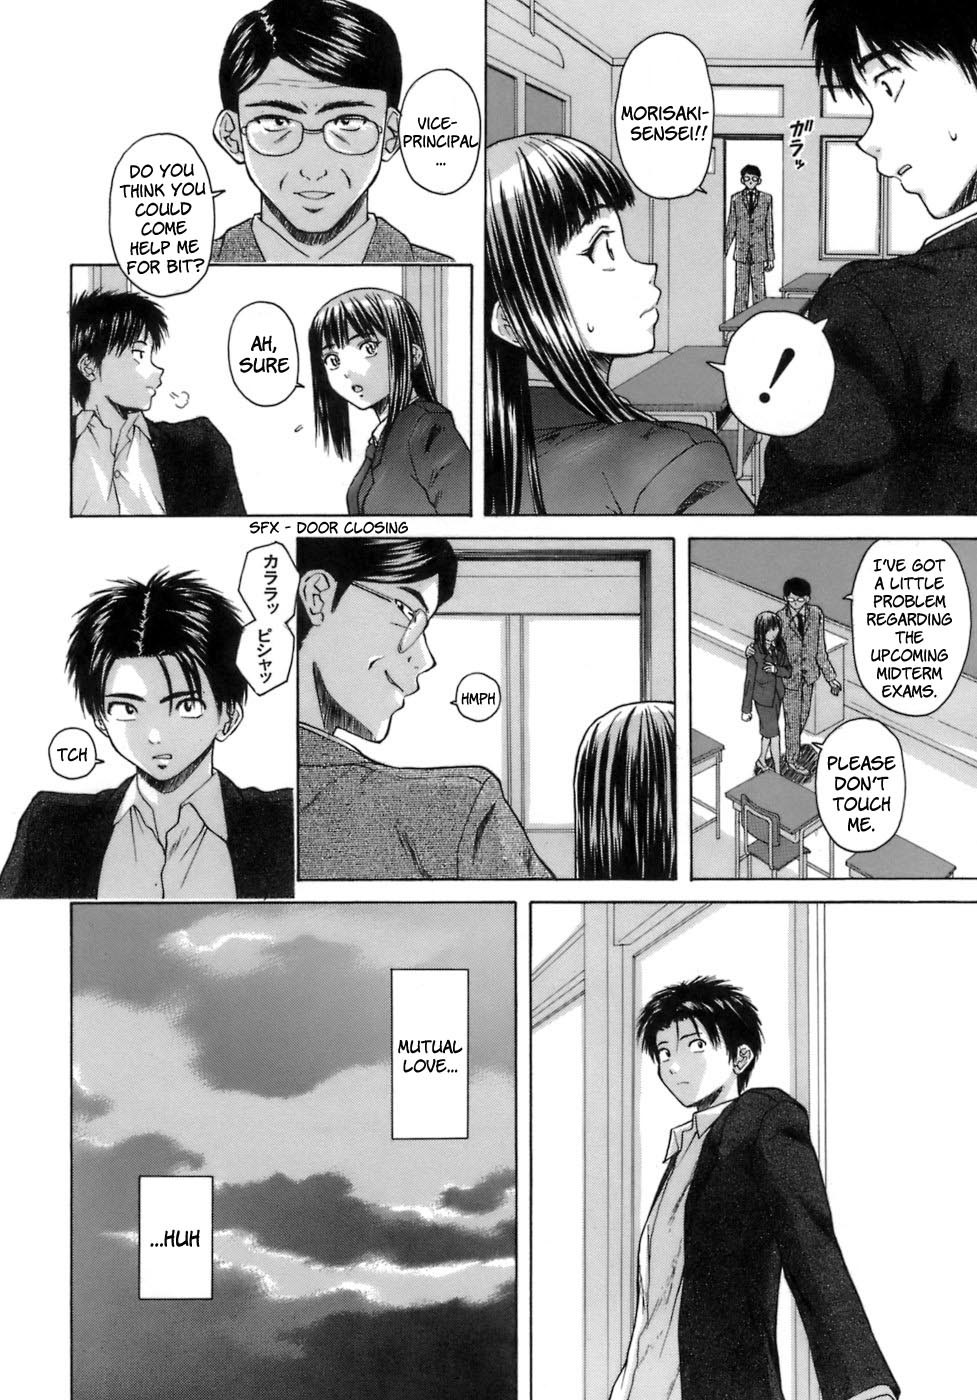 MORISAKI-
SENSEI!!
ガラッ
!
VICE-
PRINCIPAL
...
DO YOU
THINK YOU
COULD
COME
HELP ME
FOR BIT?
AH,
SURE
I'VE GOT
A LITTLE
PROBLEM
REGARDING
THE
UPCOMING
MIDTERM
EXAMS.
PLEASE
DON'T
TOUCH
ME.
HMPH
SFX - DOOR CLOSING
カララッ
ピシャッ
TCH
MUTUAL
LOVE...
...HUH